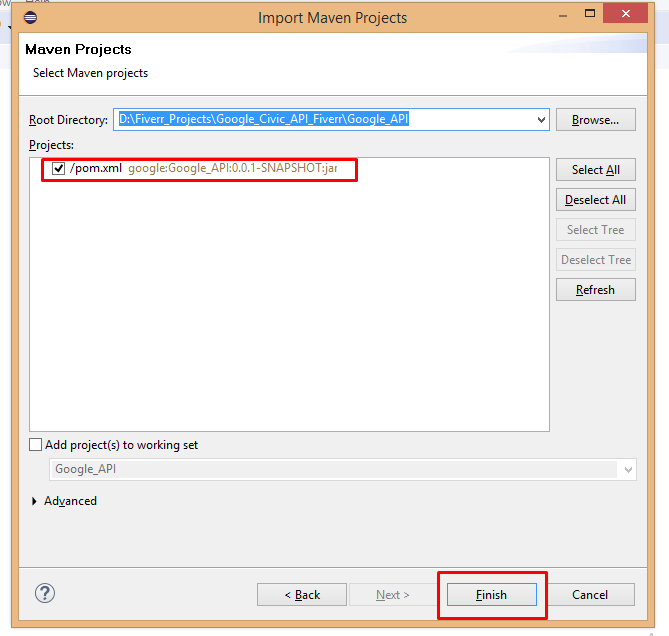 Import Maven Projects
Maven Projects
Select Maven projects
Root Directory: D:\Fiverr_Projects\Google_Civic_API_Fiverr\Google_API Browse...
Projects:
/pom.xml google:Google_API:0.0.1-SNAPSHOT:jar
Select All
Deselect All
Select Tree
Deselect Tree
Refresh
Add project(s) to working set
Google_API
Advanced
? < Back Next > Finish Cancel